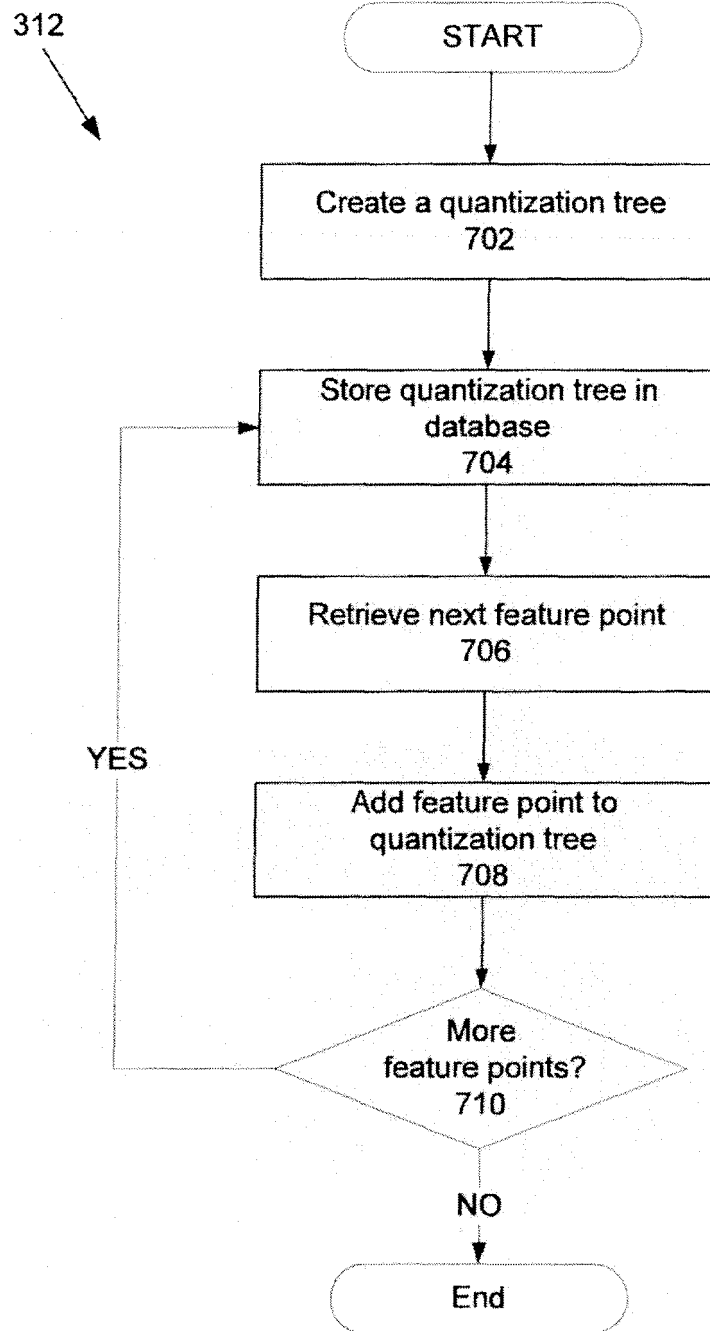 312
START
Create a quantization tree
702
Store quantization tree in
database
704
Retrieve next feature point
706
YES
Add feature point to
quantization tree
708
More
feature points?
710
NO
End